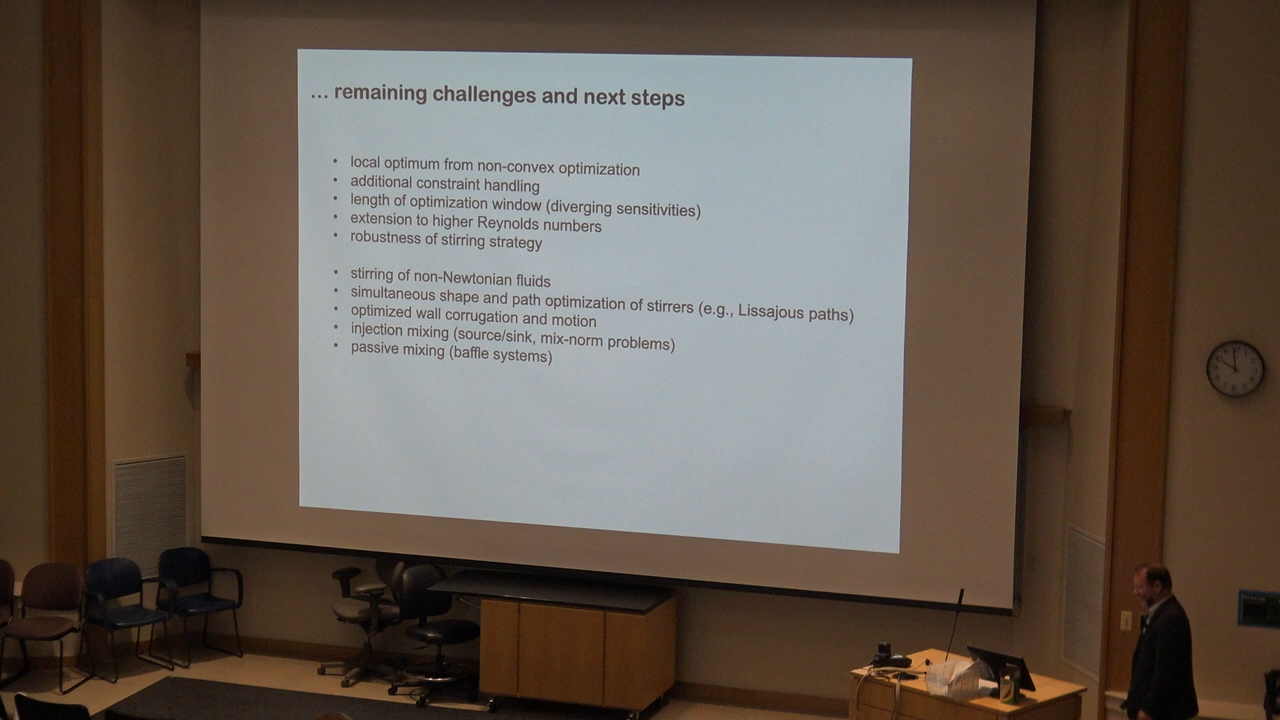 … remaining challenges and next steps
• local optimum from non-convex optimization
• additional constraint handling
• length of optimization window (diverging sensitivities)
• extension to higher Reynolds numbers
• robustness of stirring strategy
• stirring of non-Newtonian fluids
• simultaneous shape and path optimization of stirrers (e.g., Lissajous paths)
• optimized wall corrugation and motion
• injection mixing (source/sink, mix-norm problems)
• passive mixing (baffle systems)